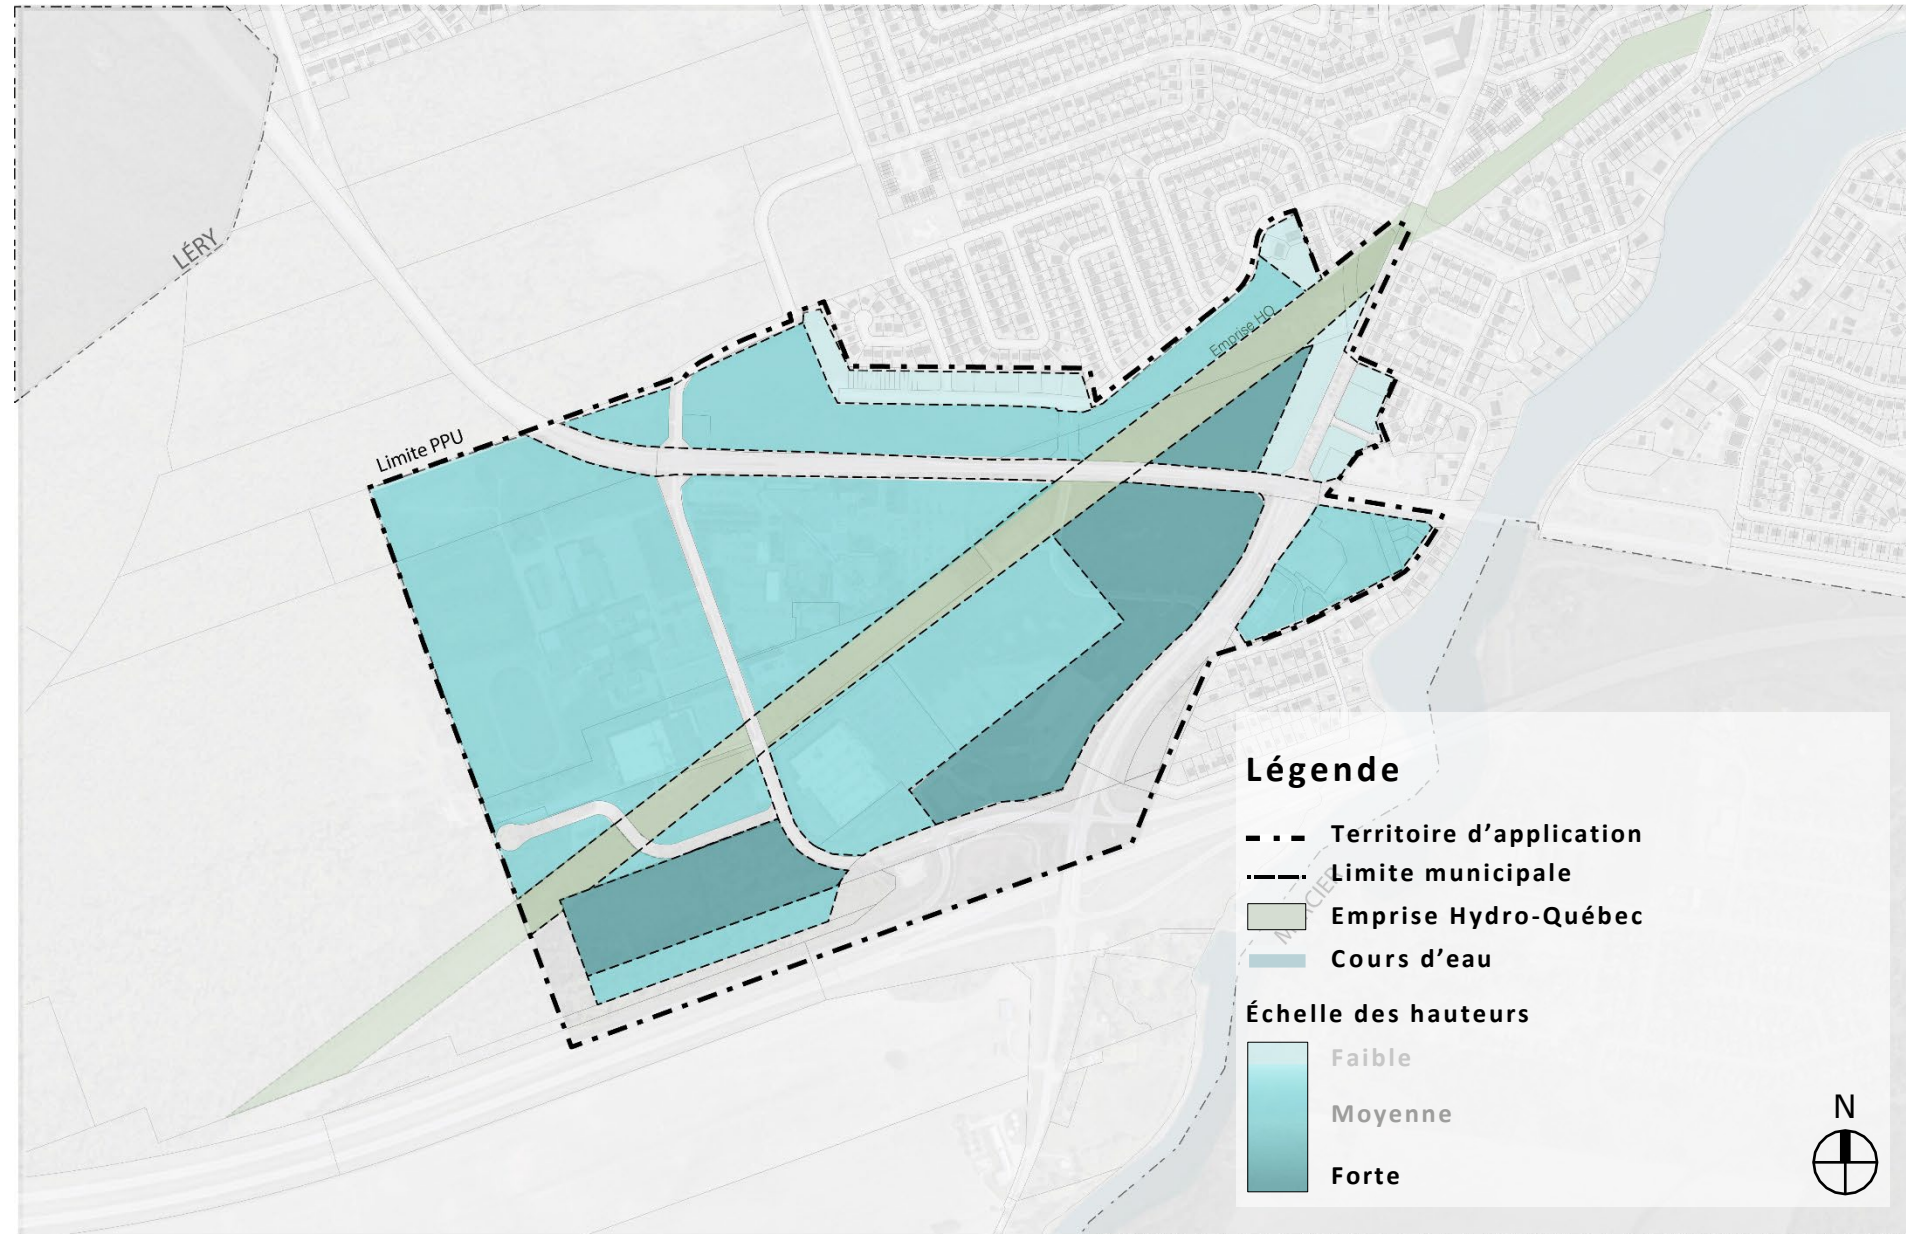 LÉRY
Emprise HQ
Limite PPU
Légende
Territoire d'application
Limite municipale
MERCIER
Emprise Hydro-Québec
Cours d'eau
Échelle des hauteurs
Faible
Moyenne
Forte
N